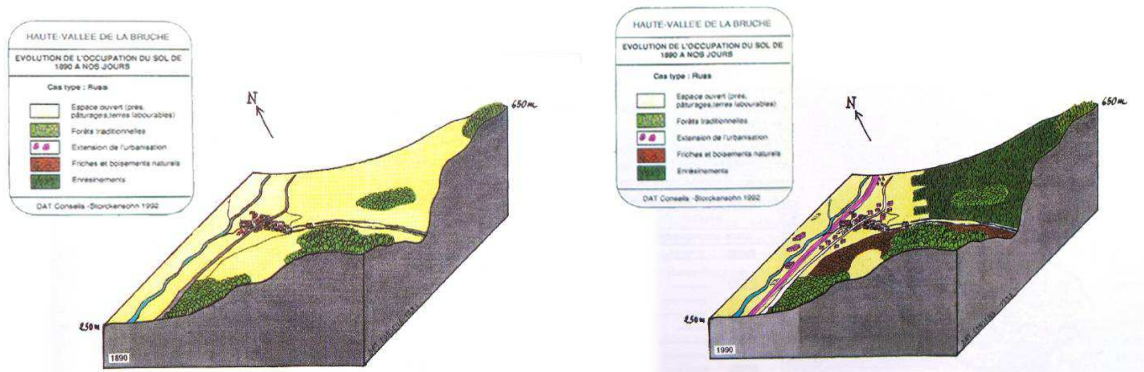 HAUTE-VALLEE DE LA BRUCHE
EVOLUTION DE L'OCCUPATION DU SOL DE
1890 A NOS JOURS
Cas type : Russ
Espace ouvert (prés,
pâturages,terres labourables)
Forêts traditionnelles
Extension de l'urbanisation
Friches et boisements naturels
Enrésinements
DAT Conseils -Storckensohn 1992
N
650m
250m
1890
HAUTE-VALLEE DE LA BRUCHE
EVOLUTION DE L'OCCUPATION DU SOL DE
1890 A NOS JOURS
Cas type : Russ
Espace ouvert (prés,
pâturages,terres labourables)
Forêts traditionnelles
Extension de l'urbanisation
Friches et boisements naturels
Enrésinements
DAT Conseils -Storckensohn 1992
N
650m
250m
1990